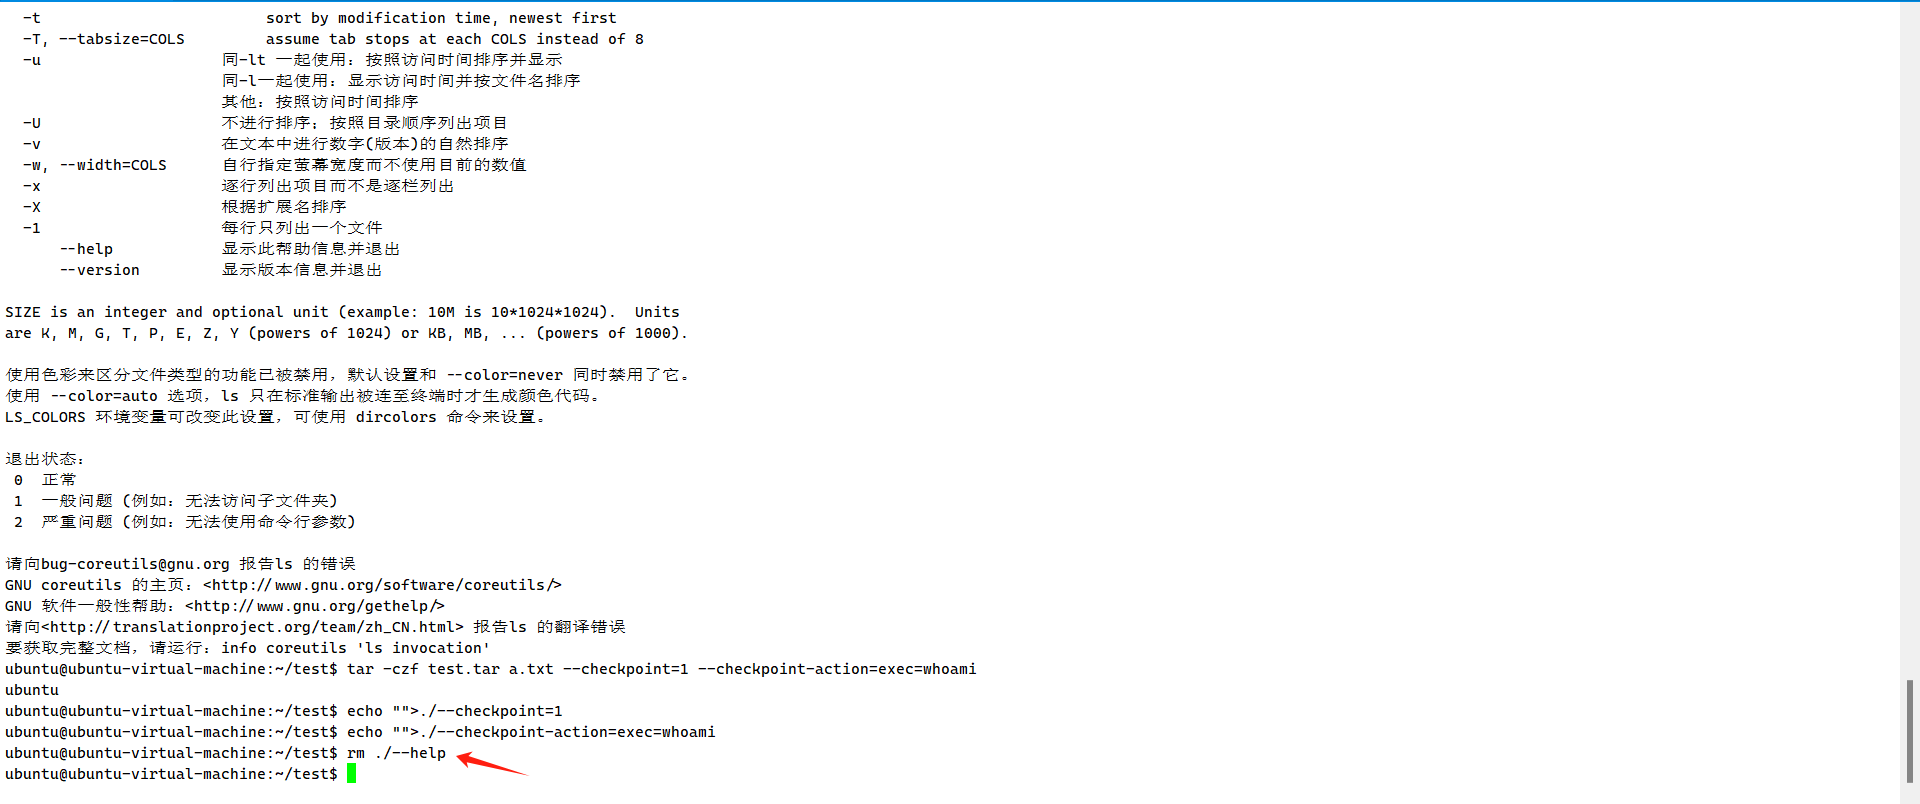 -t                         sort by modification time, newest first
-T, --tabsize=COLS         assume tab stops at each COLS instead of 8
-u                    同-lt 一起使用：按照访问时间排序并显示
同-l一起使用：显示访问时间并按文件名排序
其他：按照访问时间排序
-U                    不进行排序；按照目录顺序列出项目
-v                    在文本中进行数字(版本)的自然排序
-w, --width=COLS      自行指定萤幕宽度而不使用目前的数值
-x                    逐行列出项目而不是逐栏列出
-X                    根据扩展名排序
-1                    每行只列出一个文件
--help            显示此帮助信息并退出
--version         显示版本信息并退出
SIZE is an integer and optional unit (example: 10M is 10*1024*1024).  Units
are K, M, G, T, P, E, Z, Y (powers of 1024) or KB, MB, ... (powers of 1000).
使用色彩来区分文件类型的功能已被禁用，默认设置和 --color=never 同时禁用了它。
使用 --color=auto 选项，ls 只在标准输出被连至终端时才生成颜色代码。
LS_COLORS 环境变量可改变此设置，可使用 dircolors 命令来设置。
退出状态：
0  正常
1  一般问题 (例如：无法访问子文件夹)
2  严重问题 (例如：无法使用命令行参数)
请向bug-coreutils@gnu.org 报告ls 的错误
GNU coreutils 的主页：<http://www.gnu.org/software/coreutils/>
GNU 软件一般性帮助：<http://www.gnu.org/gethelp/>
请向<http://translationproject.org/team/zh_CN.html> 报告ls 的翻译错误
要获取完整文档，请运行：info coreutils 'ls invocation'
ubuntu@ubuntu-virtual-machine:~/test$ tar -czf test.tar a.txt --checkpoint=1 --checkpoint-action=exec=whoami
ubuntu
ubuntu@ubuntu-virtual-machine:~/test$ echo "">./--checkpoint=1
ubuntu@ubuntu-virtual-machine:~/test$ echo "">./--checkpoint-action=exec=whoami
ubuntu@ubuntu-virtual-machine:~/test$ rm ./--help
ubuntu@ubuntu-virtual-machine:~/test$